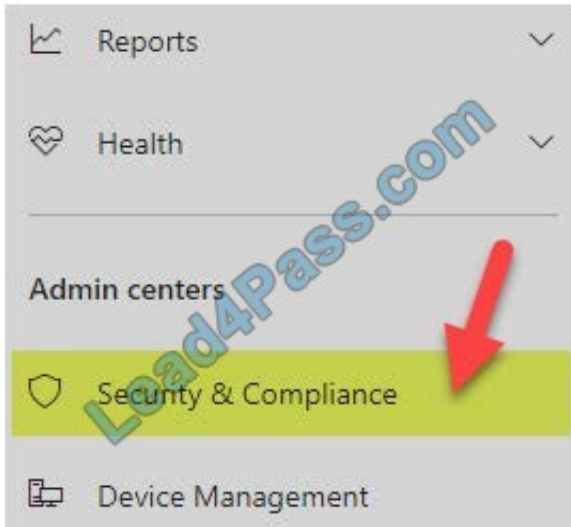 Reports
Health
Admin centers
Security & Compliance
Device Management
Lead4Pass.com